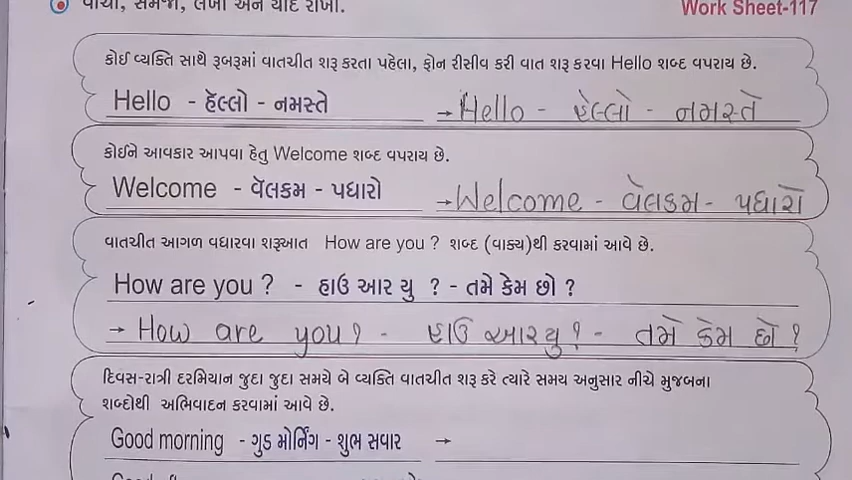 વાંચો, સમજો, લખો અને યાદ રાખો.
Work Sheet-117
કોઈ વ્યક્તિ સાથે રૂબરૂમાં વાતચીત શરૂ કરતા પહેલા, ફોન રીસીવ કરી વાત શરૂ કરવા Hello શબ્દ વપરાય છે.
Hello - હૅલ્લો - નમસ્તે → Hello - હેલ્લો - નમસ્તે
કોઈને આવકાર આપવા હેતુ Welcome શબ્દ વપરાય છે.
Welcome - વૅલકમ - પધારો → Welcome - વેલકમ - પધારો
વાતચીત આગળ વધારવા શરૂઆત How are you ? શબ્દ (વાક્ય)થી કરવામાં આવે છે.
How are you ? - હાઉ આર યુ ? - તમે કેમ છો ?
→ How are you? - હાઉ આર યુ? - તમે કેમ છો?
દિવસ-રાત્રી દરમિયાન જુદા જુદા સમયે બે વ્યક્તિ વાતચીત શરૂ કરે ત્યારે સમય અનુસાર નીચે મુજબના
શબ્દોથી અભિવાદન કરવામાં આવે છે.
Good morning - ગુડ મોર્નિંગ - શુભ સવાર →